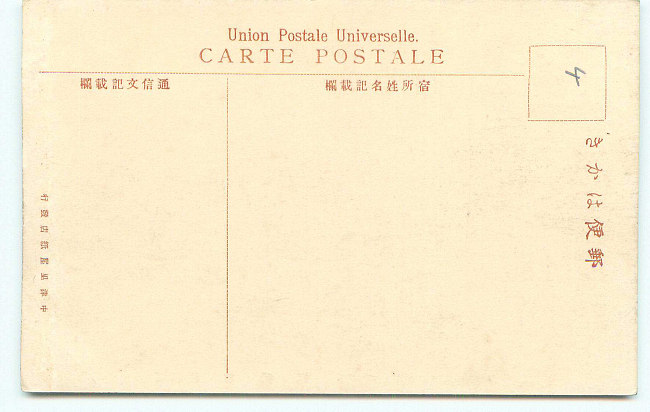 Union Postale Universelle.
CARTE POSTALE
宿所姓名記載欄
通信文記載欄
4
郵便はかき